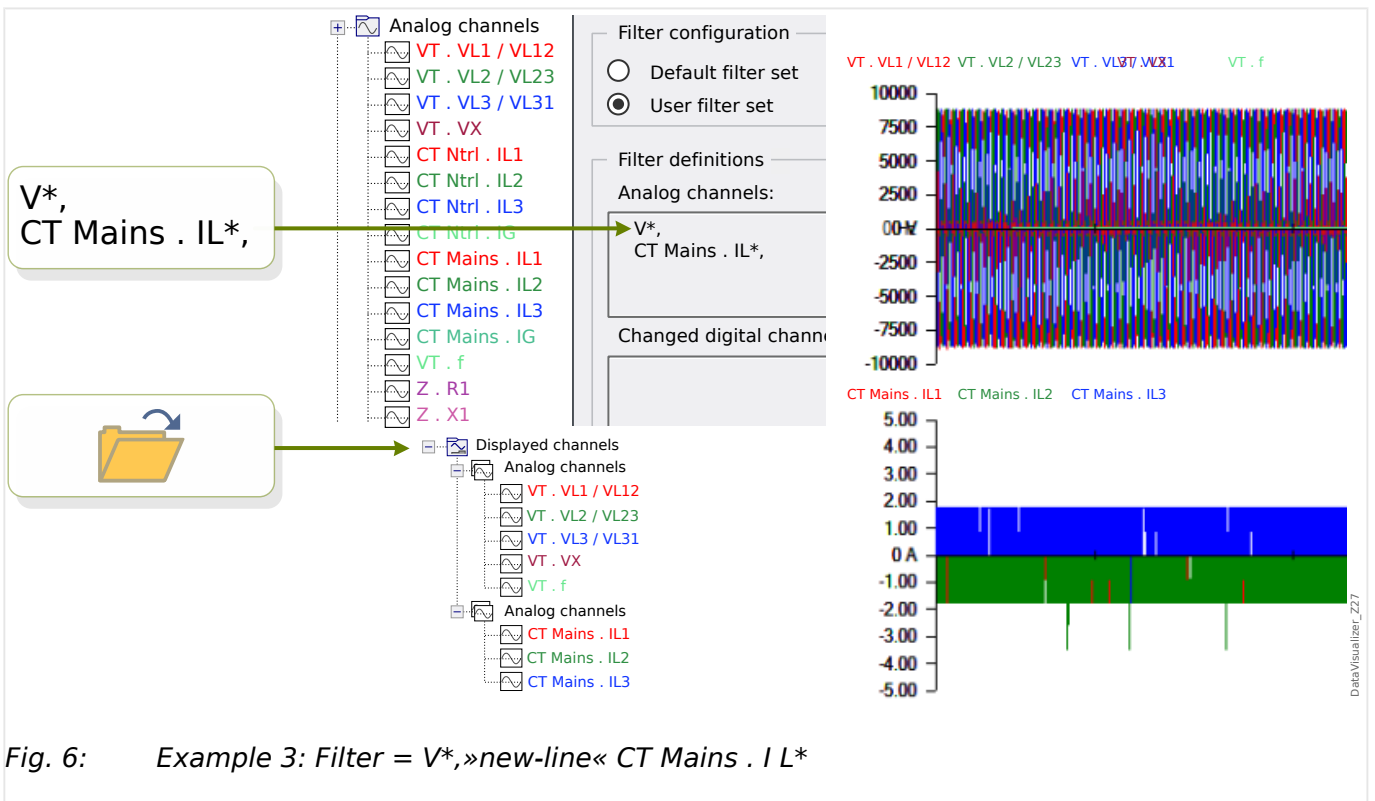 V*,
CT Mains . IL*,
Analog channels
VT . VL1 / VL12
VT . VL2 / VL23
VT . VL3 / VL31
VT . VX
CT Ntrl . IL1
CT Ntrl . IL2
CT Ntrl . IL3
CT Ntrl . IG
CT Mains . IL1
CT Mains . IL2
CT Mains . IL3
CT Mains . IG
VT . f
Z . R1
Z . X1
Filter configuration
Default filter set
User filter set
Filter definitions
Analog channels:
V*,
CT Mains . IL*,
Changed digital channe
Displayed channels
Analog channels
VT . VL1 / VL12
VT . VL2 / VL23
VT . VL3 / VL31
VT . VX
VT . f
Analog channels
CT Mains . IL1
CT Mains . IL2
CT Mains . IL3
VT . VL1 / VL12 VT . VL2 / VL23 VT . VL3 / VL31 VT . VX VT . f
10000
7500
5000
2500
0 V
-2500
-5000
-7500
-10000
CT Mains . IL1 CT Mains . IL2 CT Mains . IL3
5.00
4.00
3.00
2.00
1.00
0 A
-1.00
-2.00
-3.00
-4.00
-5.00
DataVisualizer_Z27
Fig. 6: Example 3: Filter = V*,»new-line« CT Mains . I L*